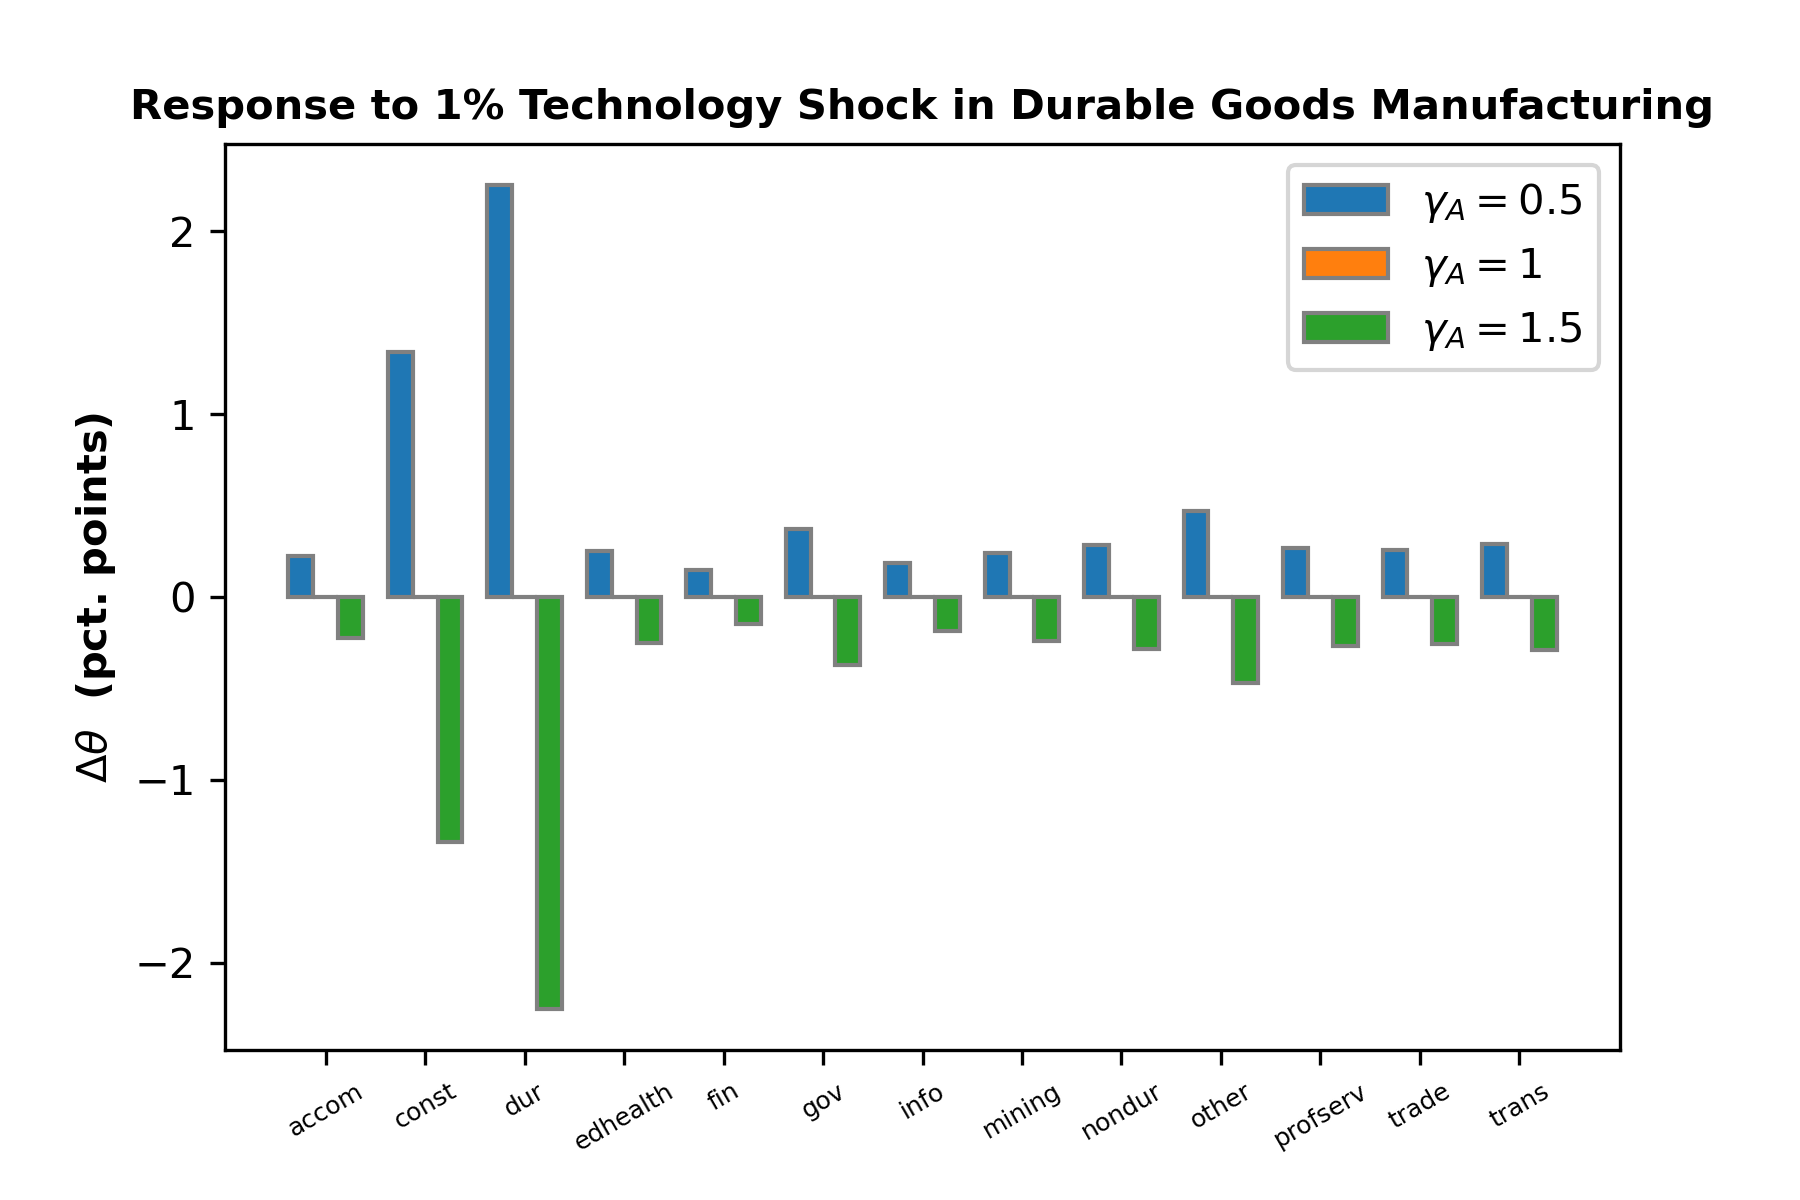 Response to 1% Technology Shock in Durable Goods Manufacturing
Δθ (pct. points)
2
1
0
−1
−2
γA = 0.5
γA = 1
γA = 1.5
accom
const
dur
edhealth
fin
gov
info
mining
nondur
other
profserv
trade
trans